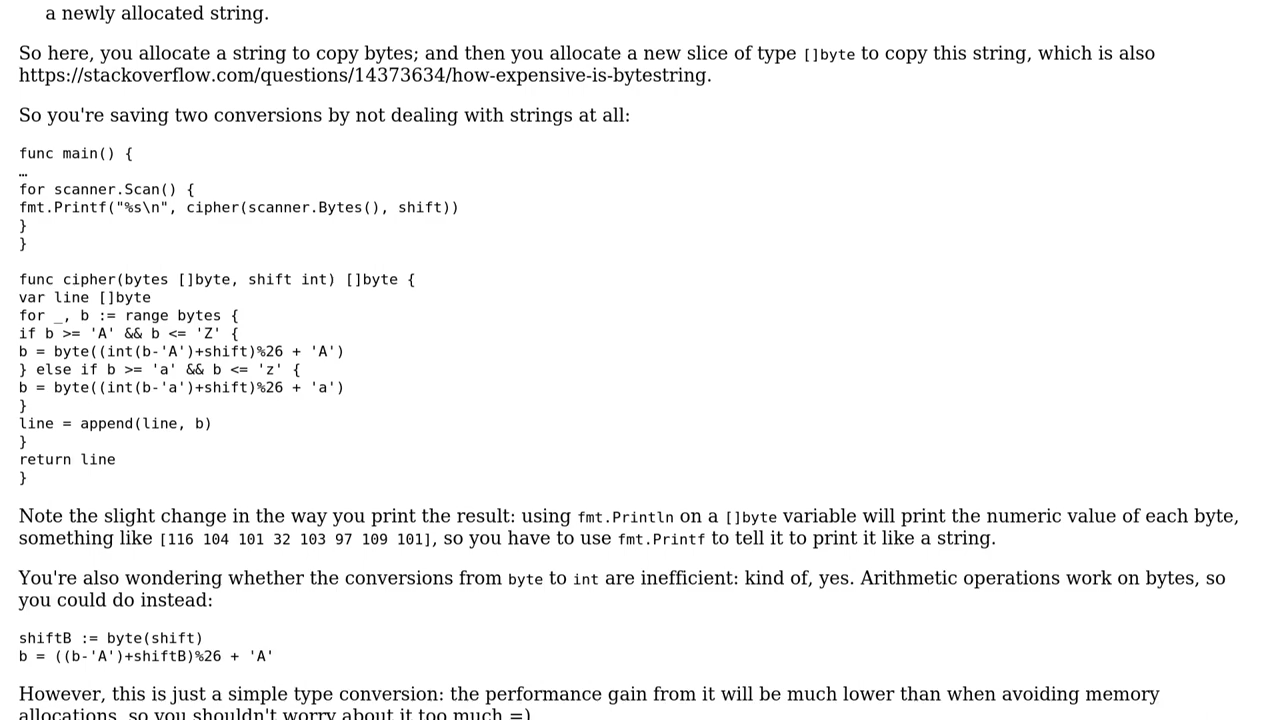 a newly allocated string.
So here, you allocate a string to copy bytes; and then you allocate a new slice of type []byte to copy this string, which is also
https://stackoverflow.com/questions/14373634/how-expensive-is-bytestring.
So you're saving two conversions by not dealing with strings at all:
func main() {
…
for scanner.Scan() {
fmt.Printf("%s\n", cipher(scanner.Bytes(), shift))
}
}
func cipher(bytes []byte, shift int) []byte {
var line []byte
for _, b := range bytes {
if b >= 'A' && b <= 'Z' {
b = byte((int(b-'A')+shift)%26 + 'A')
} else if b >= 'a' && b <= 'z' {
b = byte((int(b-'a')+shift)%26 + 'a')
}
line = append(line, b)
}
return line
}
Note the slight change in the way you print the result: using fmt.Println on a []byte variable will print the numeric value of each byte,
something like [116 104 101 32 103 97 109 101], so you have to use fmt.Printf to tell it to print it like a string.
You're also wondering whether the conversions from byte to int are inefficient: kind of, yes. Arithmetic operations work on bytes, so
you could do instead:
shiftB := byte(shift)
b = ((b-'A')+shiftB)%26 + 'A'
However, this is just a simple type conversion: the performance gain from it will be much lower than when avoiding memory
allocations, so you shouldn't worry about it too much =)